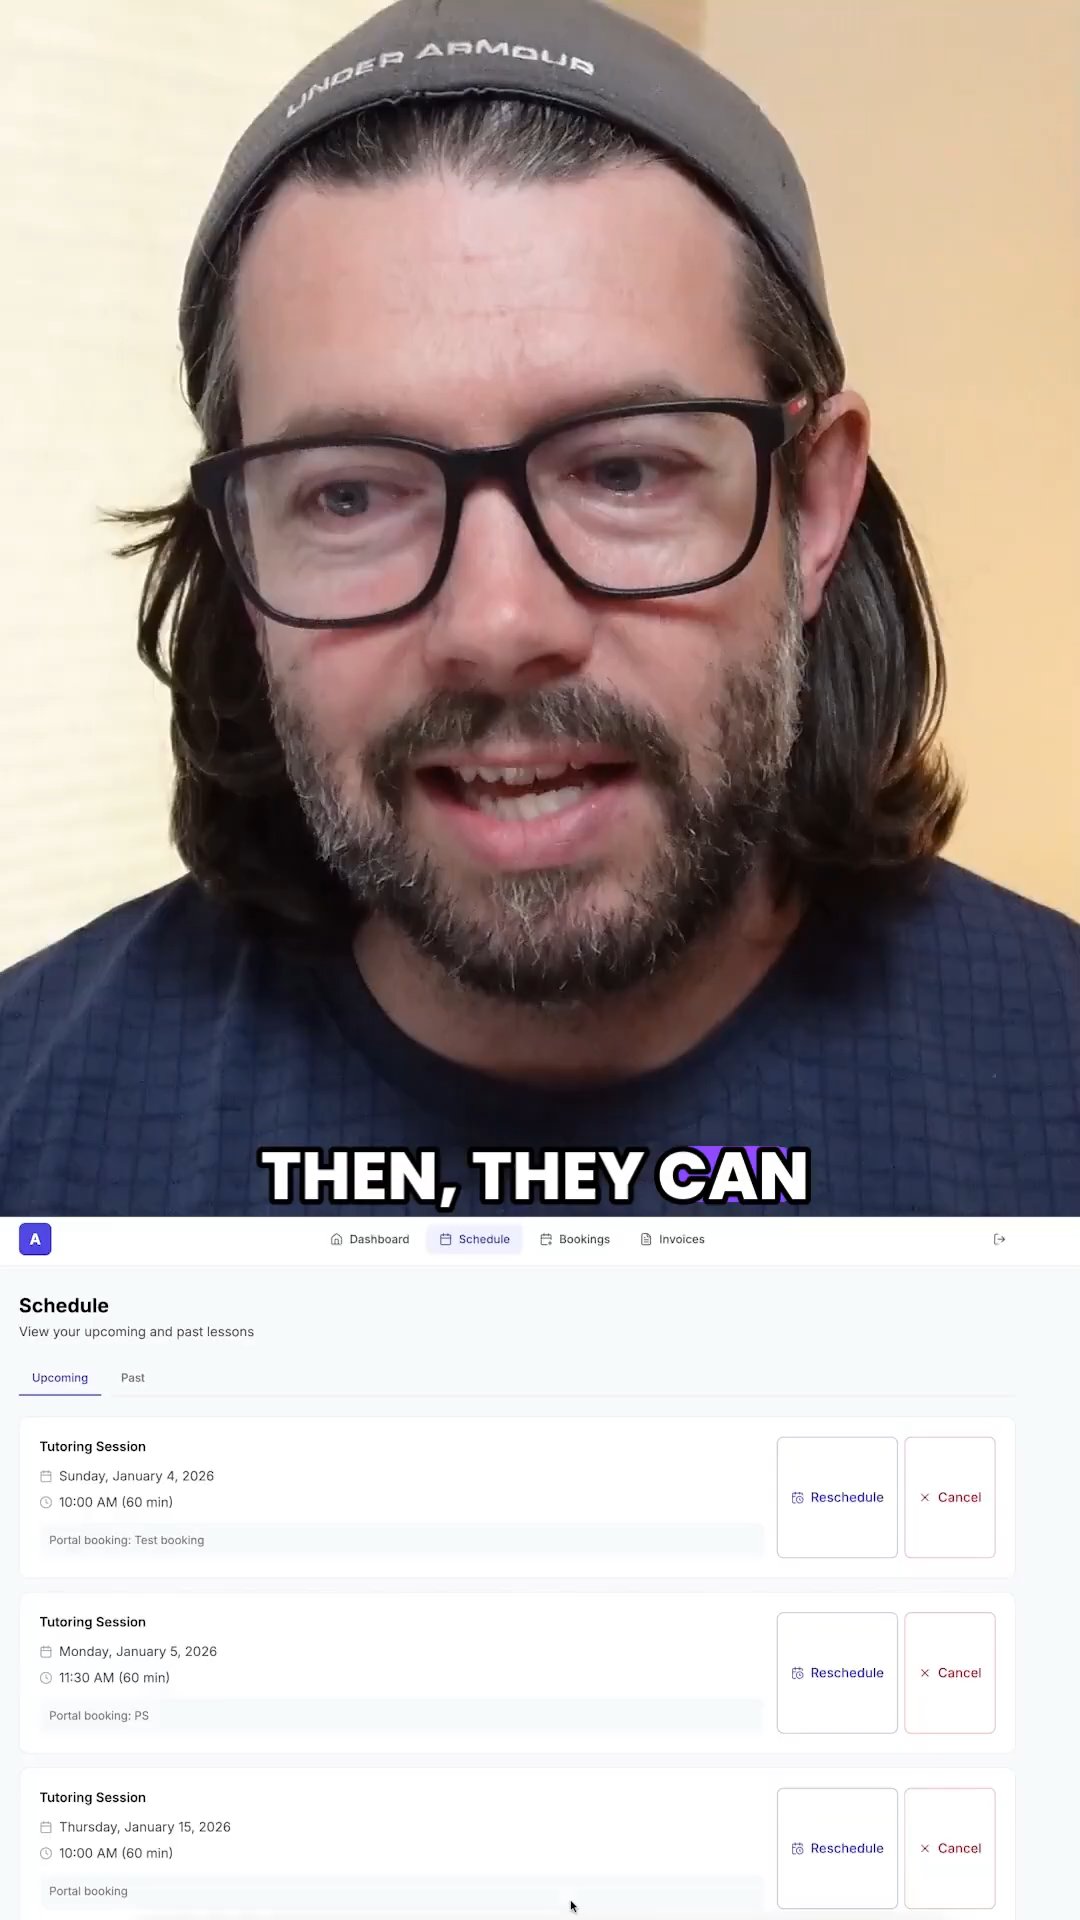 UNDER ARMOUR
THEN, THEY CAN
A
Dashboard
Schedule
Bookings
Invoices
Schedule
View your upcoming and past lessons
Upcoming
Past
Tutoring Session
Sunday, January 4, 2026
10:00 AM (60 min)
Portal booking: Test booking
Reschedule
Cancel
Tutoring Session
Monday, January 5, 2026
11:30 AM (60 min)
Portal booking: PS
Reschedule
Cancel
Tutoring Session
Thursday, January 15, 2026
10:00 AM (60 min)
Portal booking
Reschedule
Cancel